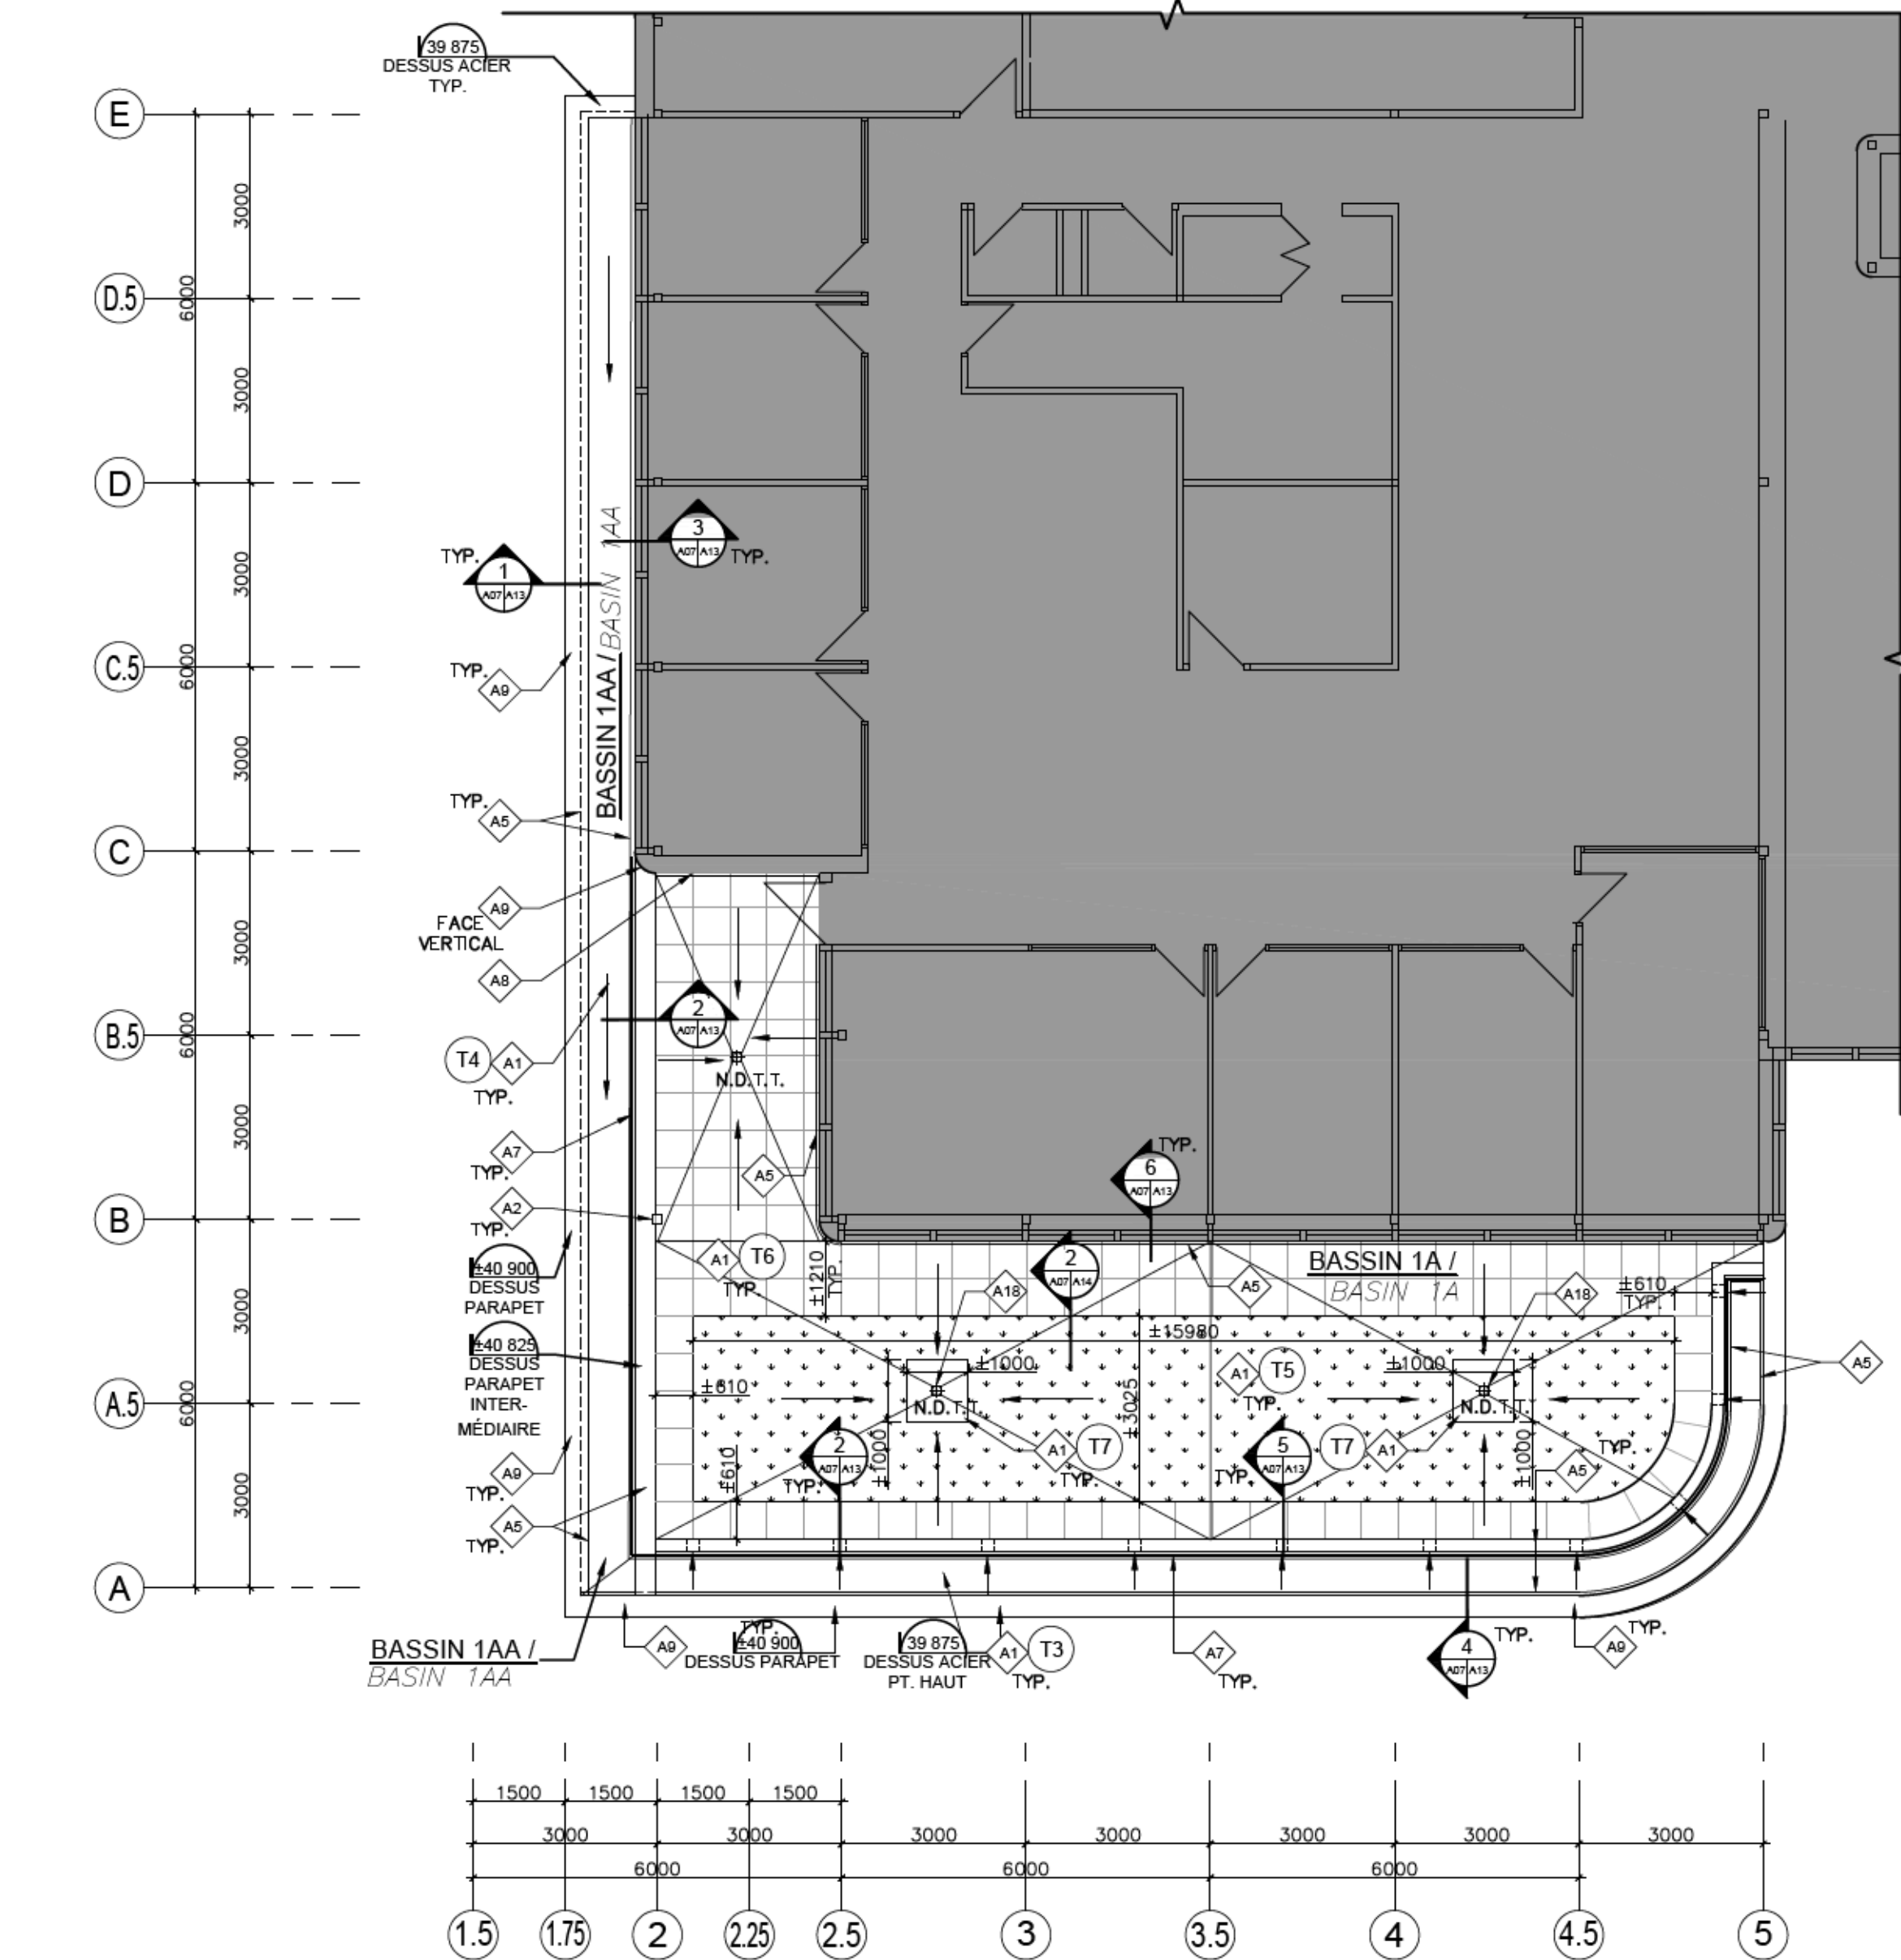 39 875
DESSUS ACIER
TYP.
E
3000
D.5
6000
3000
D
3000
C.5
6000
3000
C
3000
B.5
6000
3000
B
3000
A.5
6000
3000
A
TYP.
1
A07 A13
3
A07 A13
TYP.
BASSIN 1AA / BASIN 1AA
TYP.
A9
TYP.
A5
A9
FACE
VERTICAL
A8
2
A07 A13
N.D.T.T.
T4 A1
TYP.
A7
TYP.
A5
A2
TYP.
6
A07 A13
TYP.
±40 900
DESSUS
PARAPET
±40 825
DESSUS
PARAPET
INTER-
MÉDIAIRE
A9
TYP.
A5
TYP.
A1 T6
TYP.
±1210
TYP.
2
A07 A14
A18
A5
BASSIN 1A /
BASIN 1A
A18
±610
TYP.
±15980
±1000
±1000
±610
A1 T5
TYP.
A5
N.D.T.T.
±3025
N.D.T.T.
±610
2
A07 A13
TYP.
±1000
A1 T7
TYP.
5
A07 A13
TYP.
T7 A1
±1000
A5
TYP.
BASSIN 1AA /
BASIN 1AA
A9
TYP.
±40 900
DESSUS PARAPET
39 875
DESSUS ACIER
PT. HAUT
A1 T3
TYP.
A7
TYP.
4
A07 A13
TYP.
A9
TYP.
1500 1500 1500 1500
3000 3000 3000 3000 3000 3000 3000
6000 6000 6000
1.5 1.75 2 2.25 2.5 3 3.5 4 4.5 5